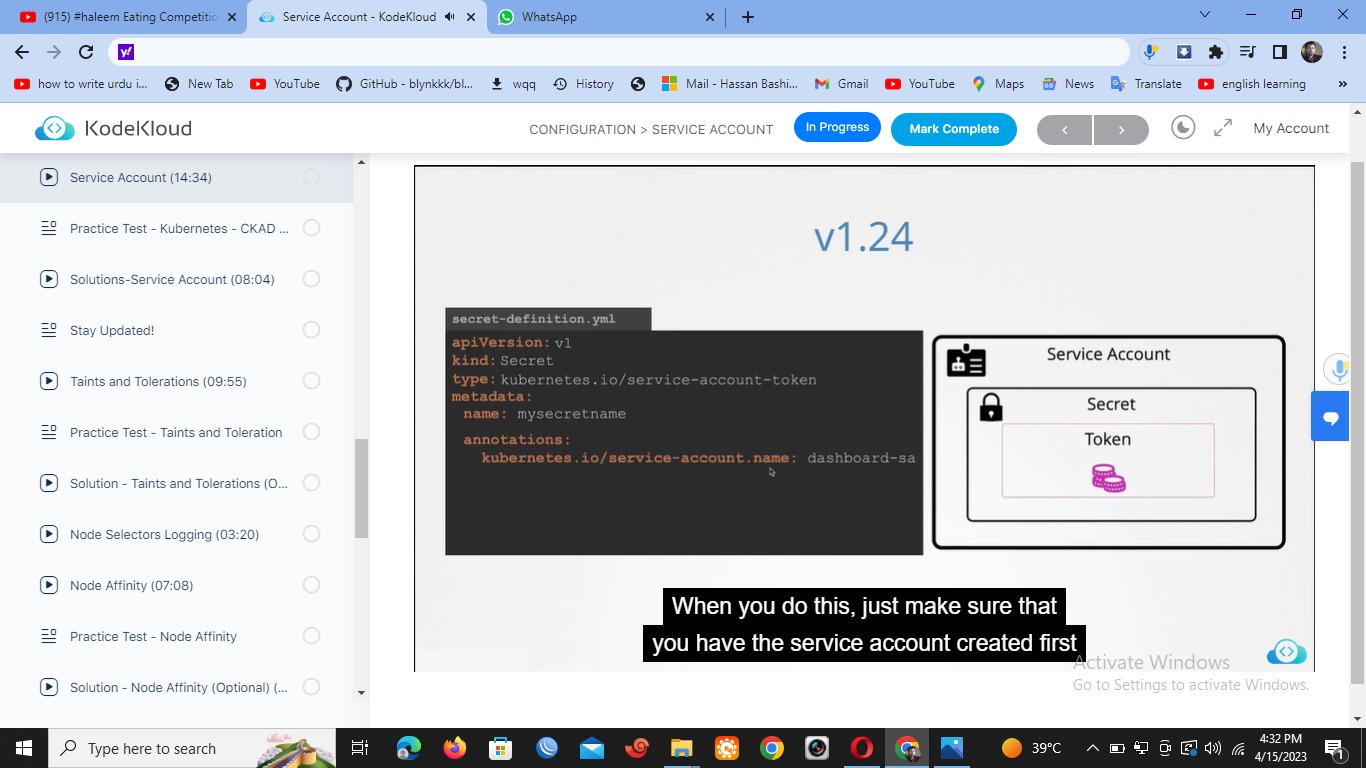 (915) #haleem Eating Competitio
Service Account - KodeKloud
WhatsApp
how to write urdu i...
New Tab
YouTube
GitHub - blynkkk/bl...
wqq
History
Mail - Hassan Bashi...
Gmail
YouTube
Maps
News
Translate
english learning
»
KodeKloud
CONFIGURATION > SERVICE ACCOUNT
In Progress
Mark Complete
<
>
My Account
Service Account (14:34)
Practice Test - Kubernetes - CKAD ...
Solutions-Service Account (08:04)
Stay Updated!
Taints and Tolerations (09:55)
Practice Test - Taints and Toleration
Solution - Taints and Tolerations (O...
Node Selectors Logging (03:20)
Node Affinity (07:08)
Practice Test - Node Affinity
Solution - Node Affinity (Optional) (...
v1.24
secret-definition.yml
apiVersion: v1
kind: Secret
type: kubernetes.io/service-account-token
metadata:
name: mysecretname
annotations:
kubernetes.io/service-account.name: dashboard-sa
Service Account
Secret
Token
When you do this, just make sure that
you have the service account created first
Activate Windows
Go to Settings to activate Windows.
Type here to search
39°C
4:32 PM
4/15/2023
1